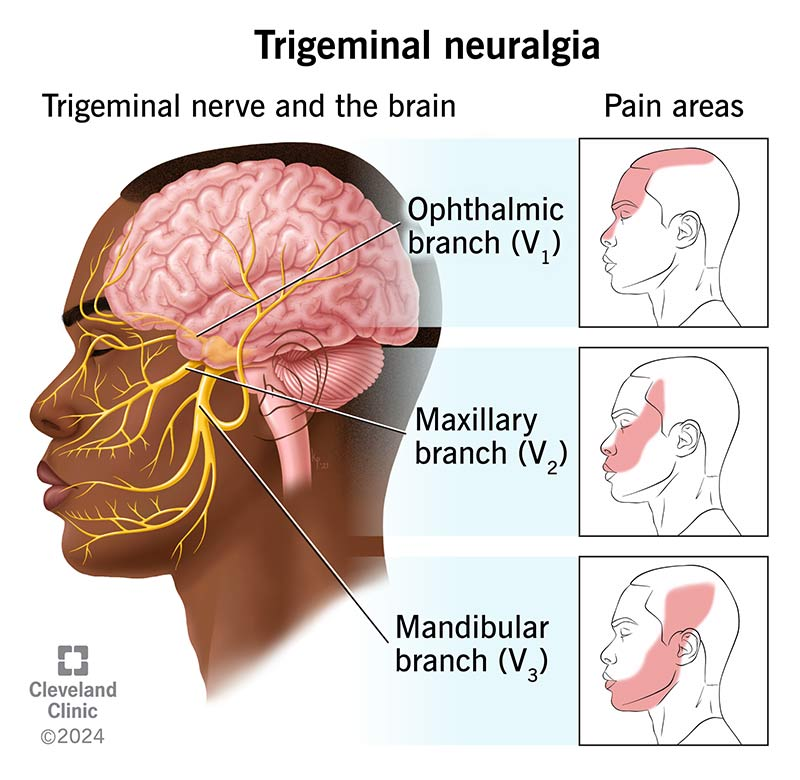 Trigeminal neuralgia
Trigeminal nerve and the brain
Pain areas
Ophthalmic
branch (V₁)
Maxillary
branch (V₂)
Mandibular
branch (V₃)
Cleveland
Clinic
©2024